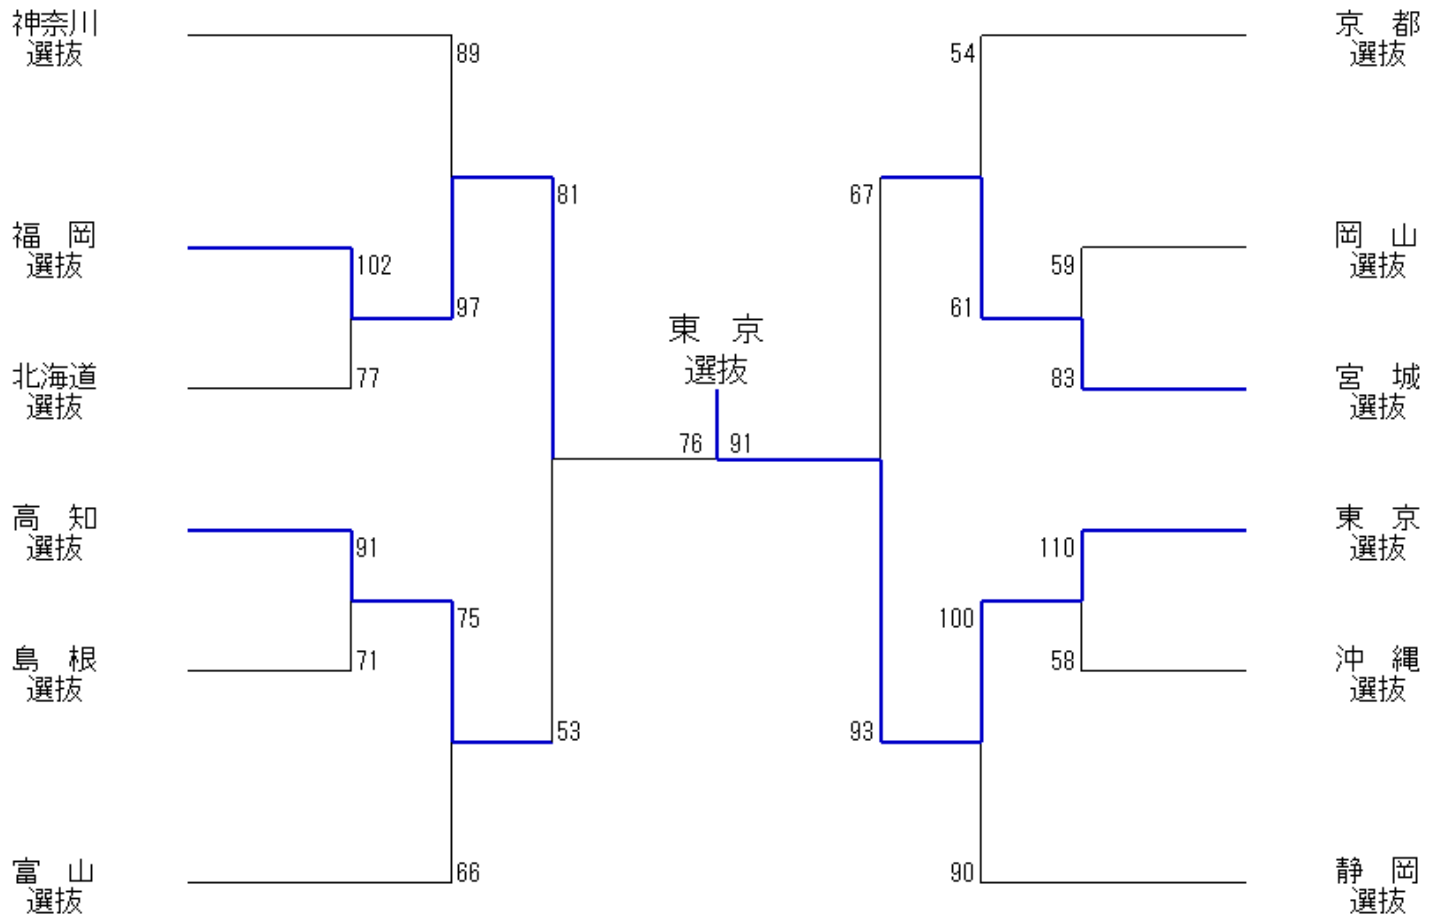 神奈川
選抜
89
54
京　都
選抜
81
67
福　岡
選抜
102
59
岡　山
選抜
97
61
東　京
選抜
北海道
選抜
77
83
宮　城
選抜
76
91
高　知
選抜
91
110
東　京
選抜
75
100
島　根
選抜
71
58
沖　縄
選抜
53
93
富　山
選抜
66
90
静　岡
選抜